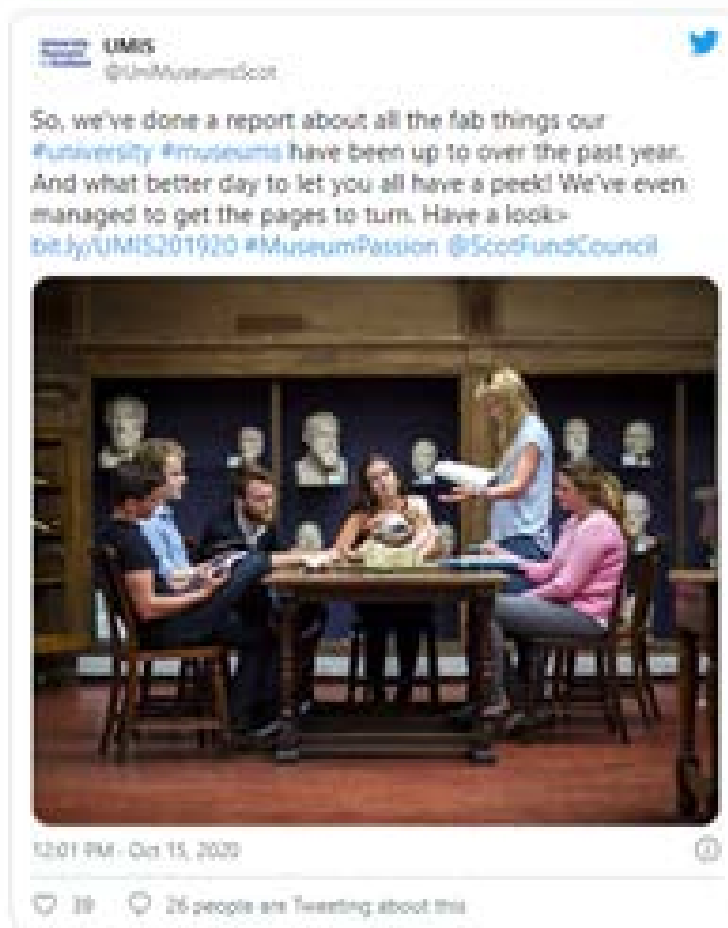 UMIS
@UniMuseumsScot
So, we've done a report about all the fab things our
#university #museums have been up to over the past year.
And what better day to let you all have a peek! We've even
managed to get the pages to turn. Have a look>
bit.ly/UMIS201920 #MuseumPassion @ScotFundCouncil
12:01 PM · Oct 15, 2020
26 people are Tweeting about this